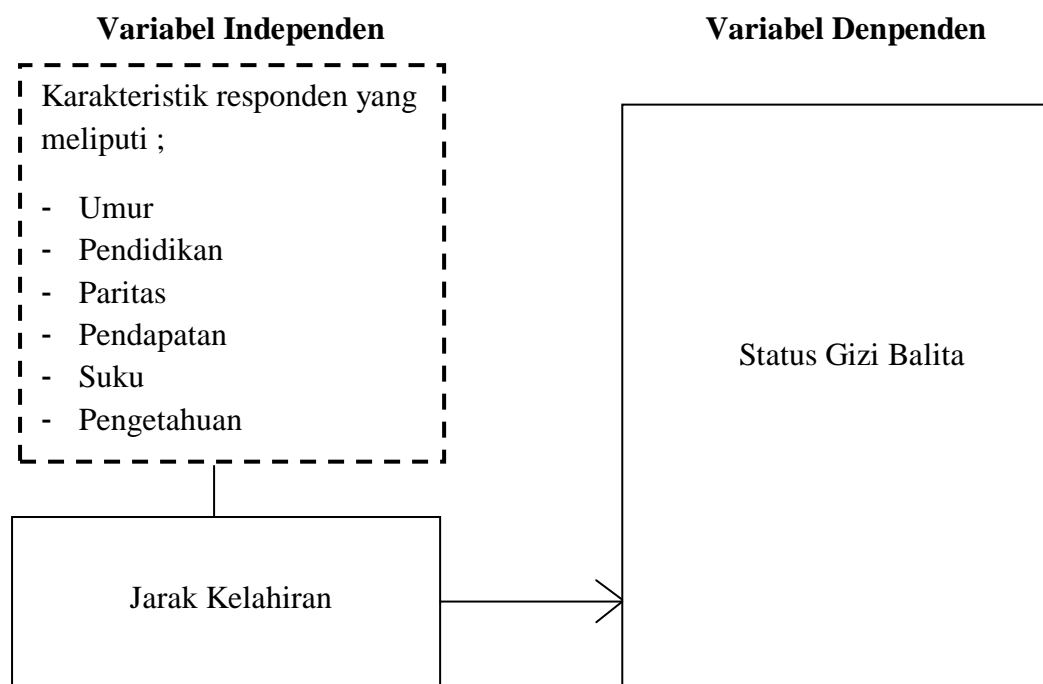 Variabel Independen
Variabel Denpenden
Karakteristik responden yang
meliputi ;
- Umur
- Pendidikan
- Paritas
- Pendapatan
- Suku
- Pengetahuan
Status Gizi Balita
Jarak Kelahiran